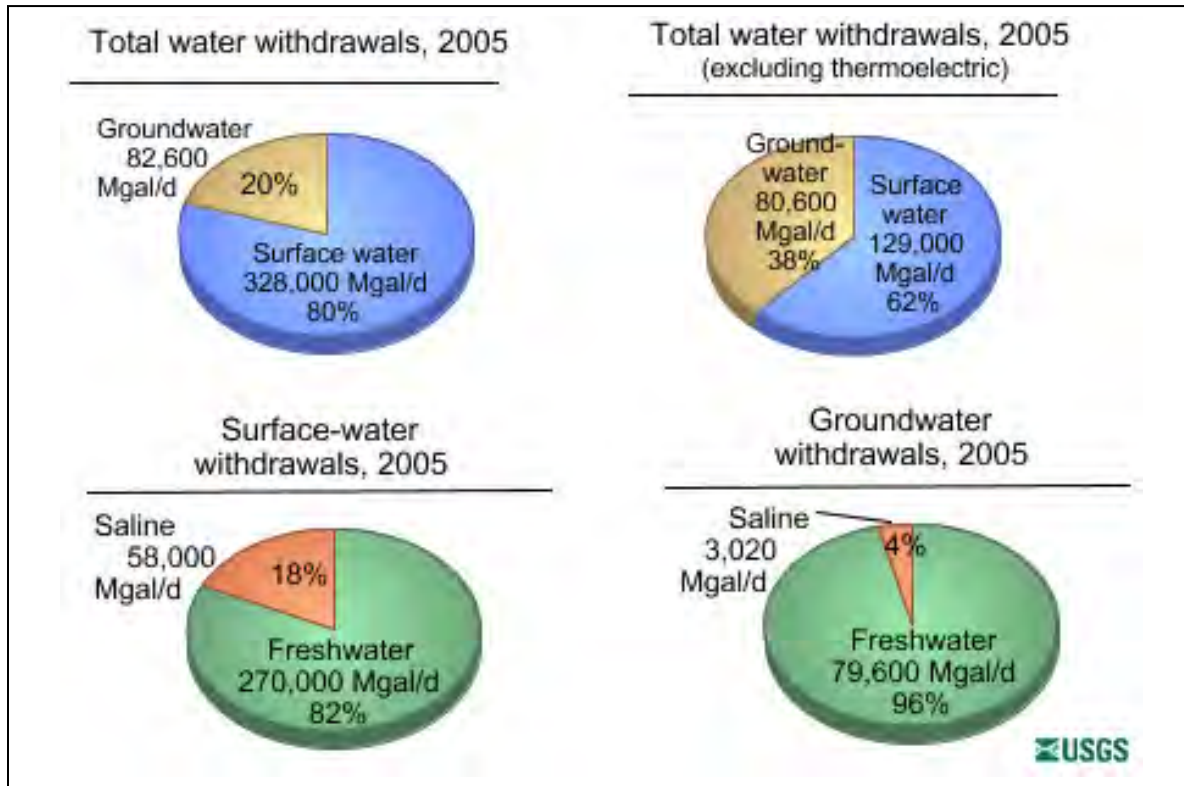 Total water withdrawals, 2005
Groundwater
82,600
Mgal/d
20%
Surface water
328,000 Mgal/d
80%
Total water withdrawals, 2005
(excluding thermoelectric)
Ground-
water
80,600
Mgal/d
38%
Surface
water
129,000
Mgal/d
62%
Surface-water
withdrawals, 2005
Saline
58,000
Mgal/d
18%
Freshwater
270,000 Mgal/d
82%
Groundwater
withdrawals, 2005
Saline
3,020
Mgal/d
4%
Freshwater
79,600 Mgal/d
96%
USGS